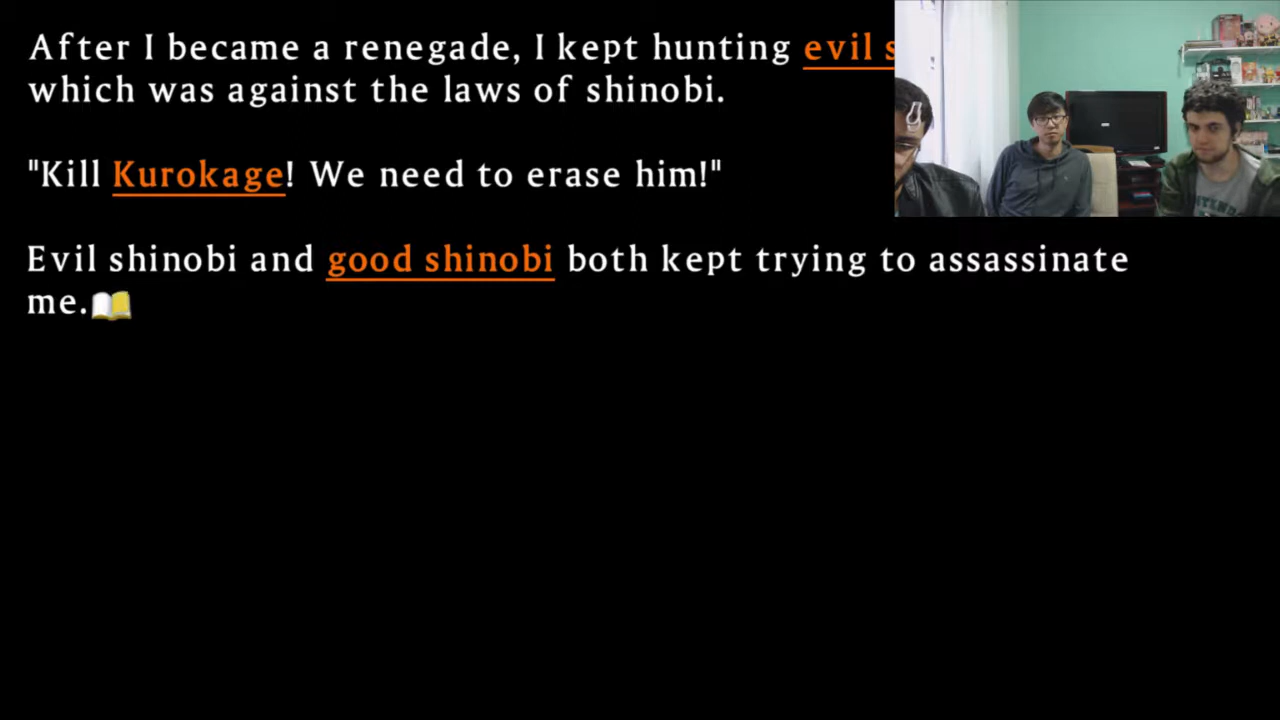 After I became a renegade, I kept hunting evil
which was against the laws of shinobi.
"Kill Kurokage! We need to erase him!"
Evil shinobi and good shinobi both kept trying to assassinate
me.